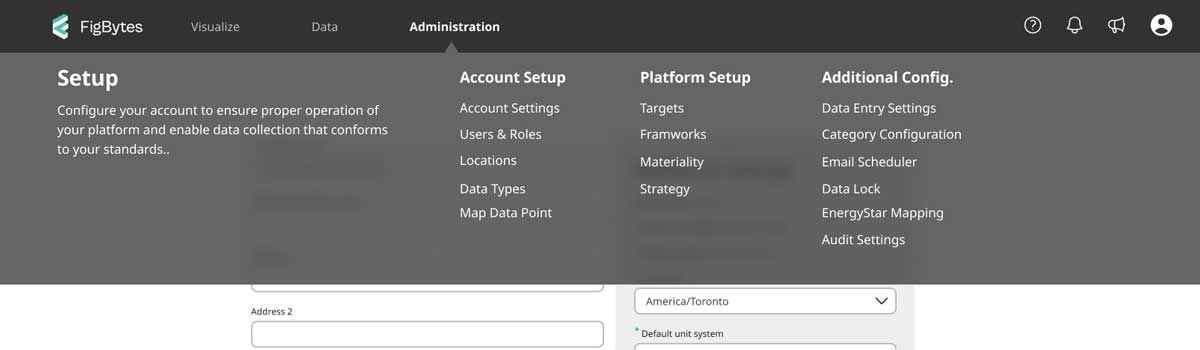 FigBytes
Visualize
Data
Administration
Setup
Configure your account to ensure proper operation of
your platform and enable data collection that conforms
to your standards..
Account Setup
Account Settings
Users & Roles
Locations
Data Types
Map Data Point
Platform Setup
Targets
Framworks
Materiality
Strategy
Additional Config.
Data Entry Settings
Category Configuration
Email Scheduler
Data Lock
EnergyStar Mapping
Audit Settings
Address 2
America/Toronto
* Default unit system